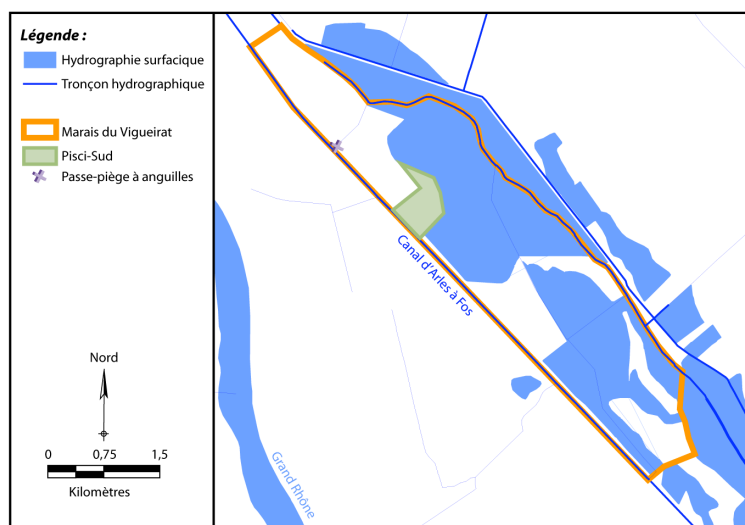 Légende :
Hydrographie surfacique
Tronçon hydrographique
Marais du Vigueirat
Pisci-Sud
Passe-piège à anguilles
Nord
0 0,75 1,5
Kilomètres
Canal d'Arles à Fos
Grand Rhône